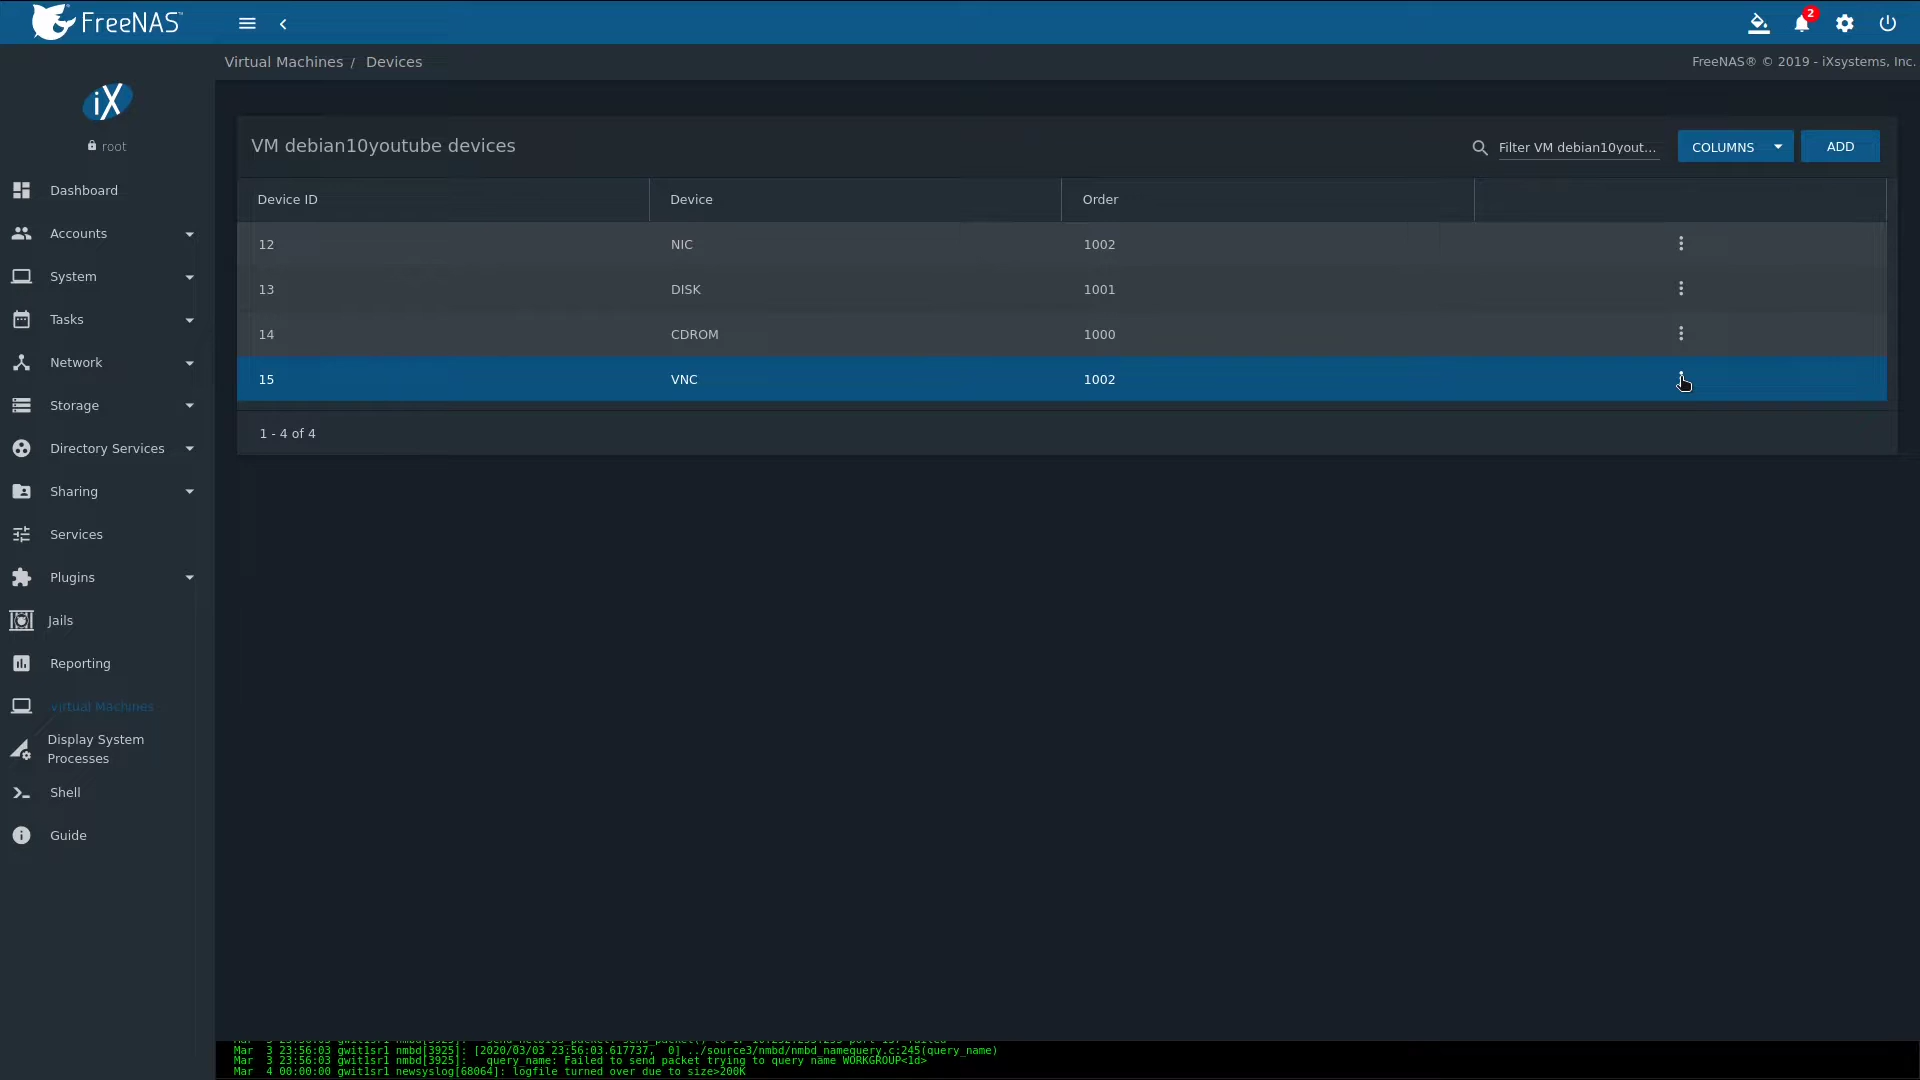 FreeNAS
2
Virtual Machines / Devices
FreeNAS® © 2019 - iXsystems, Inc.
iX
root
Dashboard
Accounts
System
Tasks
Network
Storage
Directory Services
Sharing
Services
Plugins
Jails
Reporting
Virtual Machines
Display System
Processes
Shell
Guide
VM debian10youtube devices
Filter VM debian10yout...
COLUMNS
ADD
Device ID Device Order
12 NIC 1002
13 DISK 1001
14 CDROM 1000
15 VNC 1002
1 - 4 of 4
Mar 3 23:56:03 gwit1sr1 nmbd[3925]: [2020/03/03 23:56:03.617737, 0] ../source3/nmbd/nmbd_namequery.c:245(query_name)
Mar 3 23:56:03 gwit1sr1 nmbd[3925]: query_name: Failed to send packet trying to query name WORKGROUP<1d>
Mar 4 00:00:00 gwit1sr1 newsyslog[68064]: logfile turned over due to size>200K